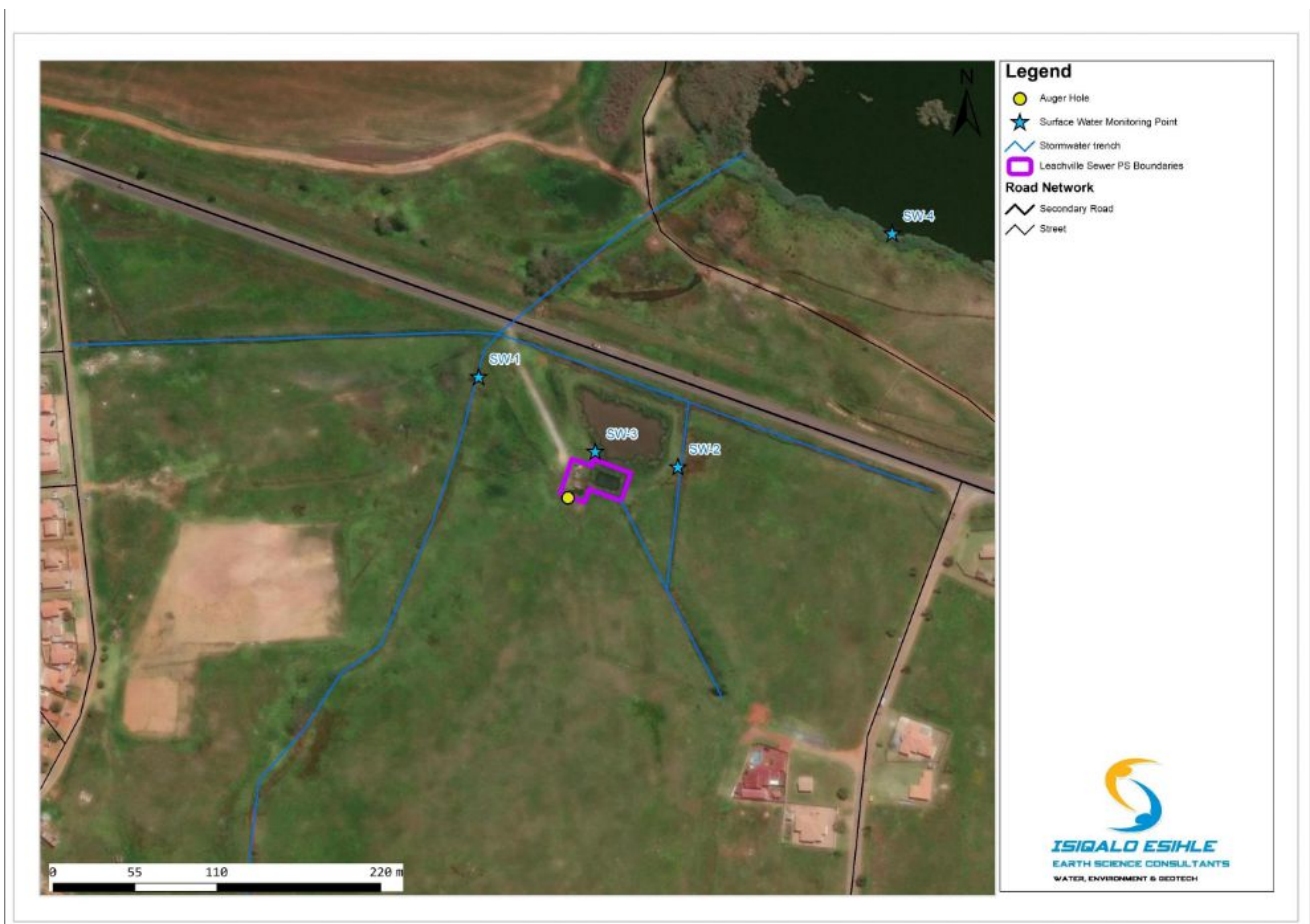 Legend
N
Auger Hole
Surface Water Monitoring Point
Stormwater trench
Leachville Sewer PS Boundaries
Road Network
Secondary Road
Street
SW-4
SW-1
SW-3
SW-2
0 55 110 220 m
ISIQALO ESIHLE
EARTH SCIENCE CONSULTANTS
WATER, ENVIRONMENT & GEOTECH